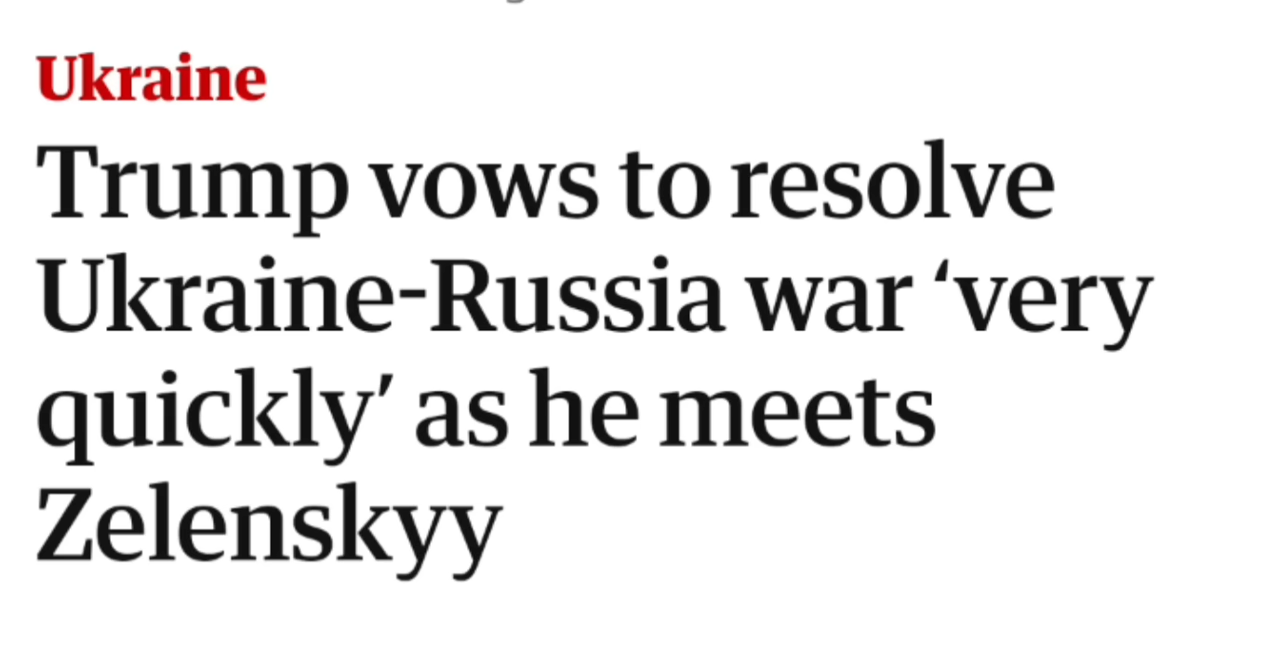 Ukraine
Trump vows to resolve
Ukraine-Russia war ‘very
quickly’ as he meets
Zelenskyy